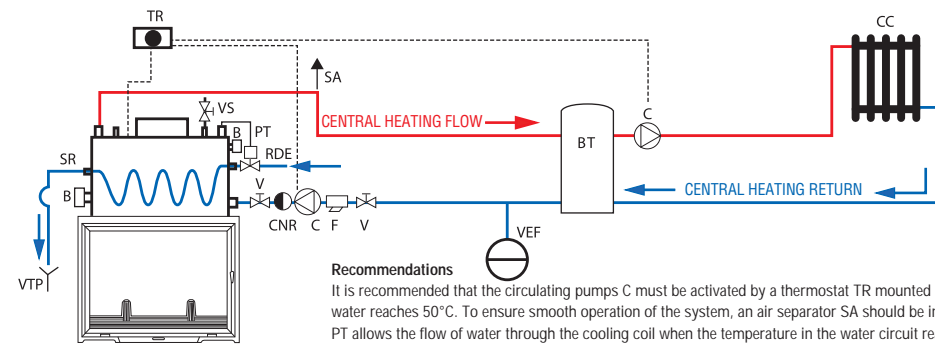 TR
CC
SA
VS
CENTRAL HEATING FLOW
C
B
PT
BT
RDE
SR
V
B
CENTRAL HEATING RETURN
CNR
C
F
V
VEF
VTP
Recommendations
It is recommended that the circulating pumps C must be activated by a thermostat TR mounted
water reaches 50°C. To ensure smooth operation of the system, an air separator SA should be in
PT allows the flow of water through the cooling coil when the temperature in the water circuit re